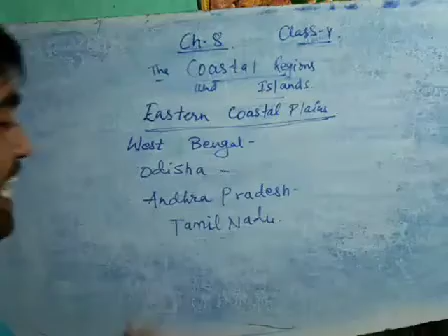 Ch. 8 Class-V.
The Coastal Regions
and Islands.
Eastern Coastal Plains
West Bengal-
Odisha -
Andhra Pradesh-
Tamil Nadu.